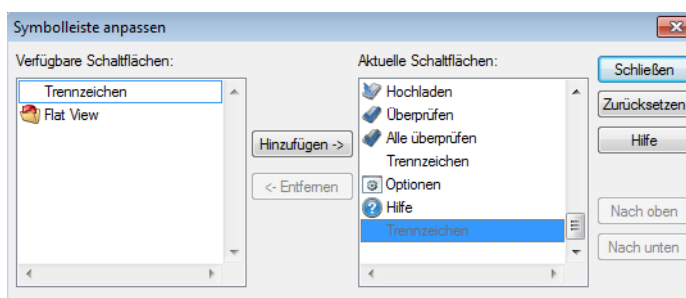 Symbolleiste anpassen
Verfügbare Schaltflächen:
Trennzeichen
Flat View
Hinzufügen ->
<- Entfernen
Aktuelle Schaltflächen:
Hochladen
Überprüfen
Alle überprüfen
Trennzeichen
Optionen
Hilfe
Trennzeichen
Schließen
Zurücksetzen
Hilfe
Nach oben
Nach unten